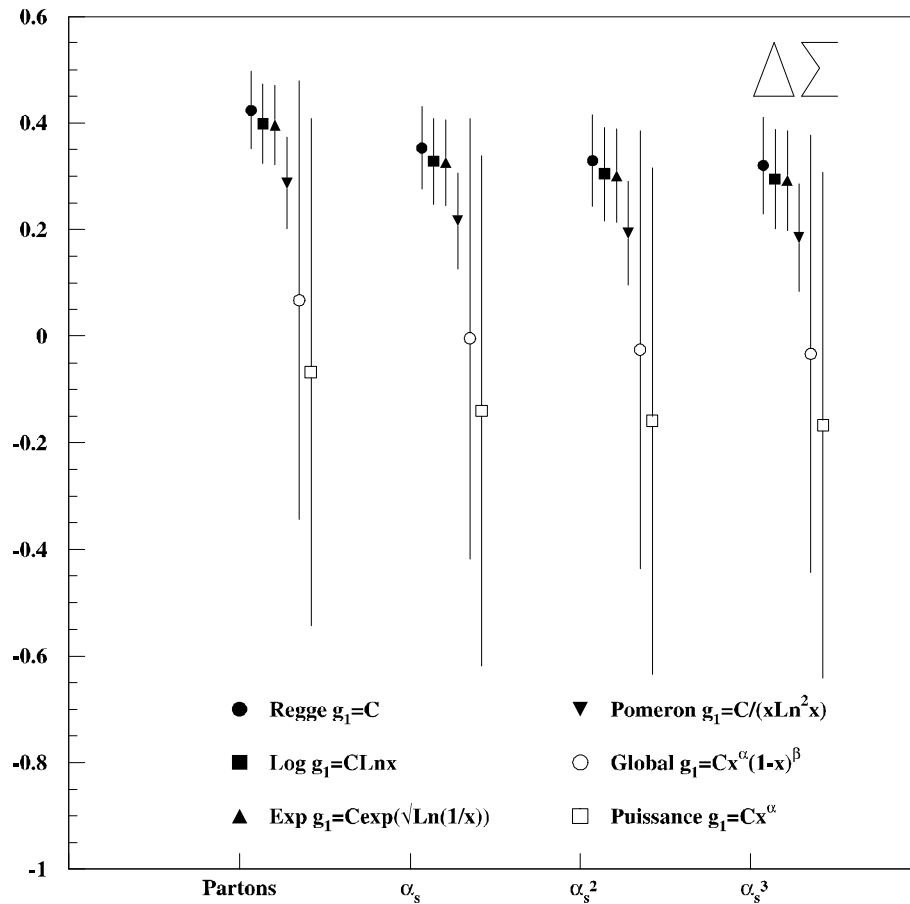 0.6
ΔΣ
0.4
0.2
0
-0.2
-0.4
-0.6
-0.8
-1
Regge g₁=C
Log g₁=CLnx
Exp g₁=Cexp(√Ln(1/x))
Pomeron g₁=C/(xLn²x)
Global g₁=Cx^α(1-x)^β
Puissance g₁=Cx^α
Partons
αₛ
αₛ²
αₛ³